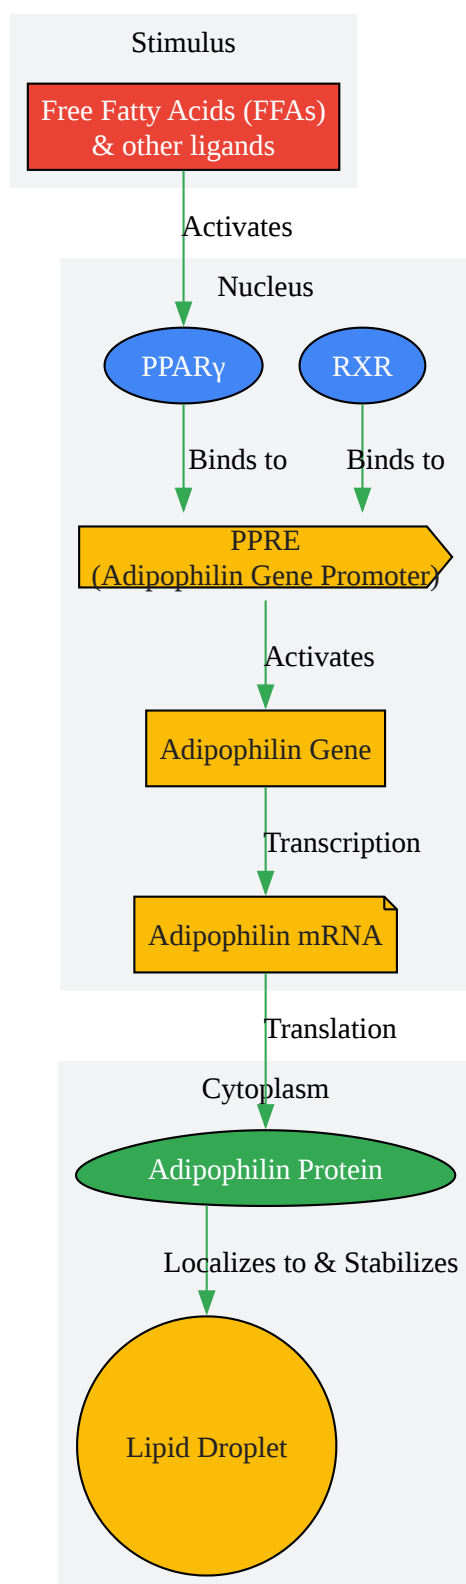 Stimulus
Free Fatty Acids (FFAs)
& other ligands
Activates
Nucleus
PPARγ
RXR
Binds to
Binds to
PPRE
(Adipophilin Gene Promoter)
Activates
Adipophilin Gene
Transcription
Adipophilin mRNA
Translation
Cytoplasm
Adipophilin Protein
Localizes to & Stabilizes
Lipid Droplet